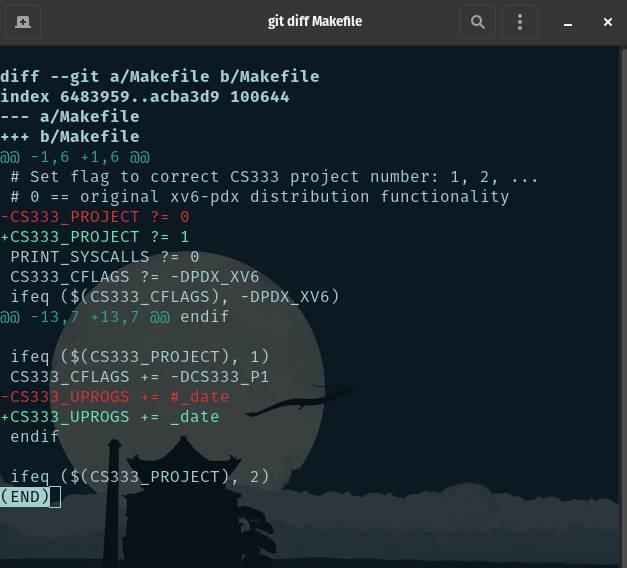 git diff Makefile
diff --git a/Makefile b/Makefile
index 6483959..acba3d9 100644
--- a/Makefile
+++ b/Makefile
@@ -1,6 +1,6 @@
 # Set flag to correct CS333 project number: 1, 2, ...
 # 0 == original xv6-pdx distribution functionality
-CS333_PROJECT ?= 0
+CS333_PROJECT ?= 1
 PRINT_SYSCALLS ?= 0
 CS333_CFLAGS ?= -DPDX_XV6
 ifeq ($(CS333_CFLAGS), -DPDX_XV6)
@@ -13,7 +13,7 @@ endif
 ifeq ($(CS333_PROJECT), 1)
 CS333_CFLAGS += -DCS333_P1
-CS333_UPROGS += #_date
+CS333_UPROGS += _date
 endif
 ifeq ($(CS333_PROJECT), 2)
(END)